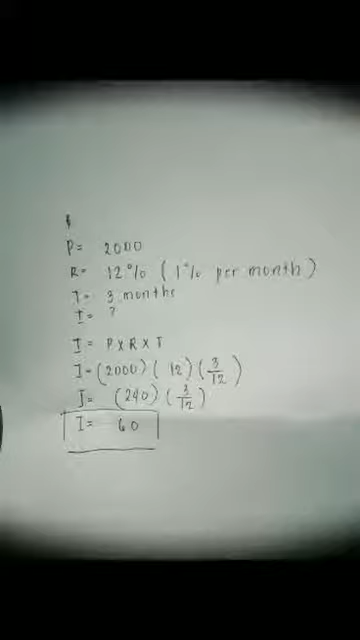 P= 2000
R= 12% (1% per month)
T= 3 months
I= ?
I= P X R X T
I=(2000)(12)(3/12)
I= (240)(3/12)
I= 60